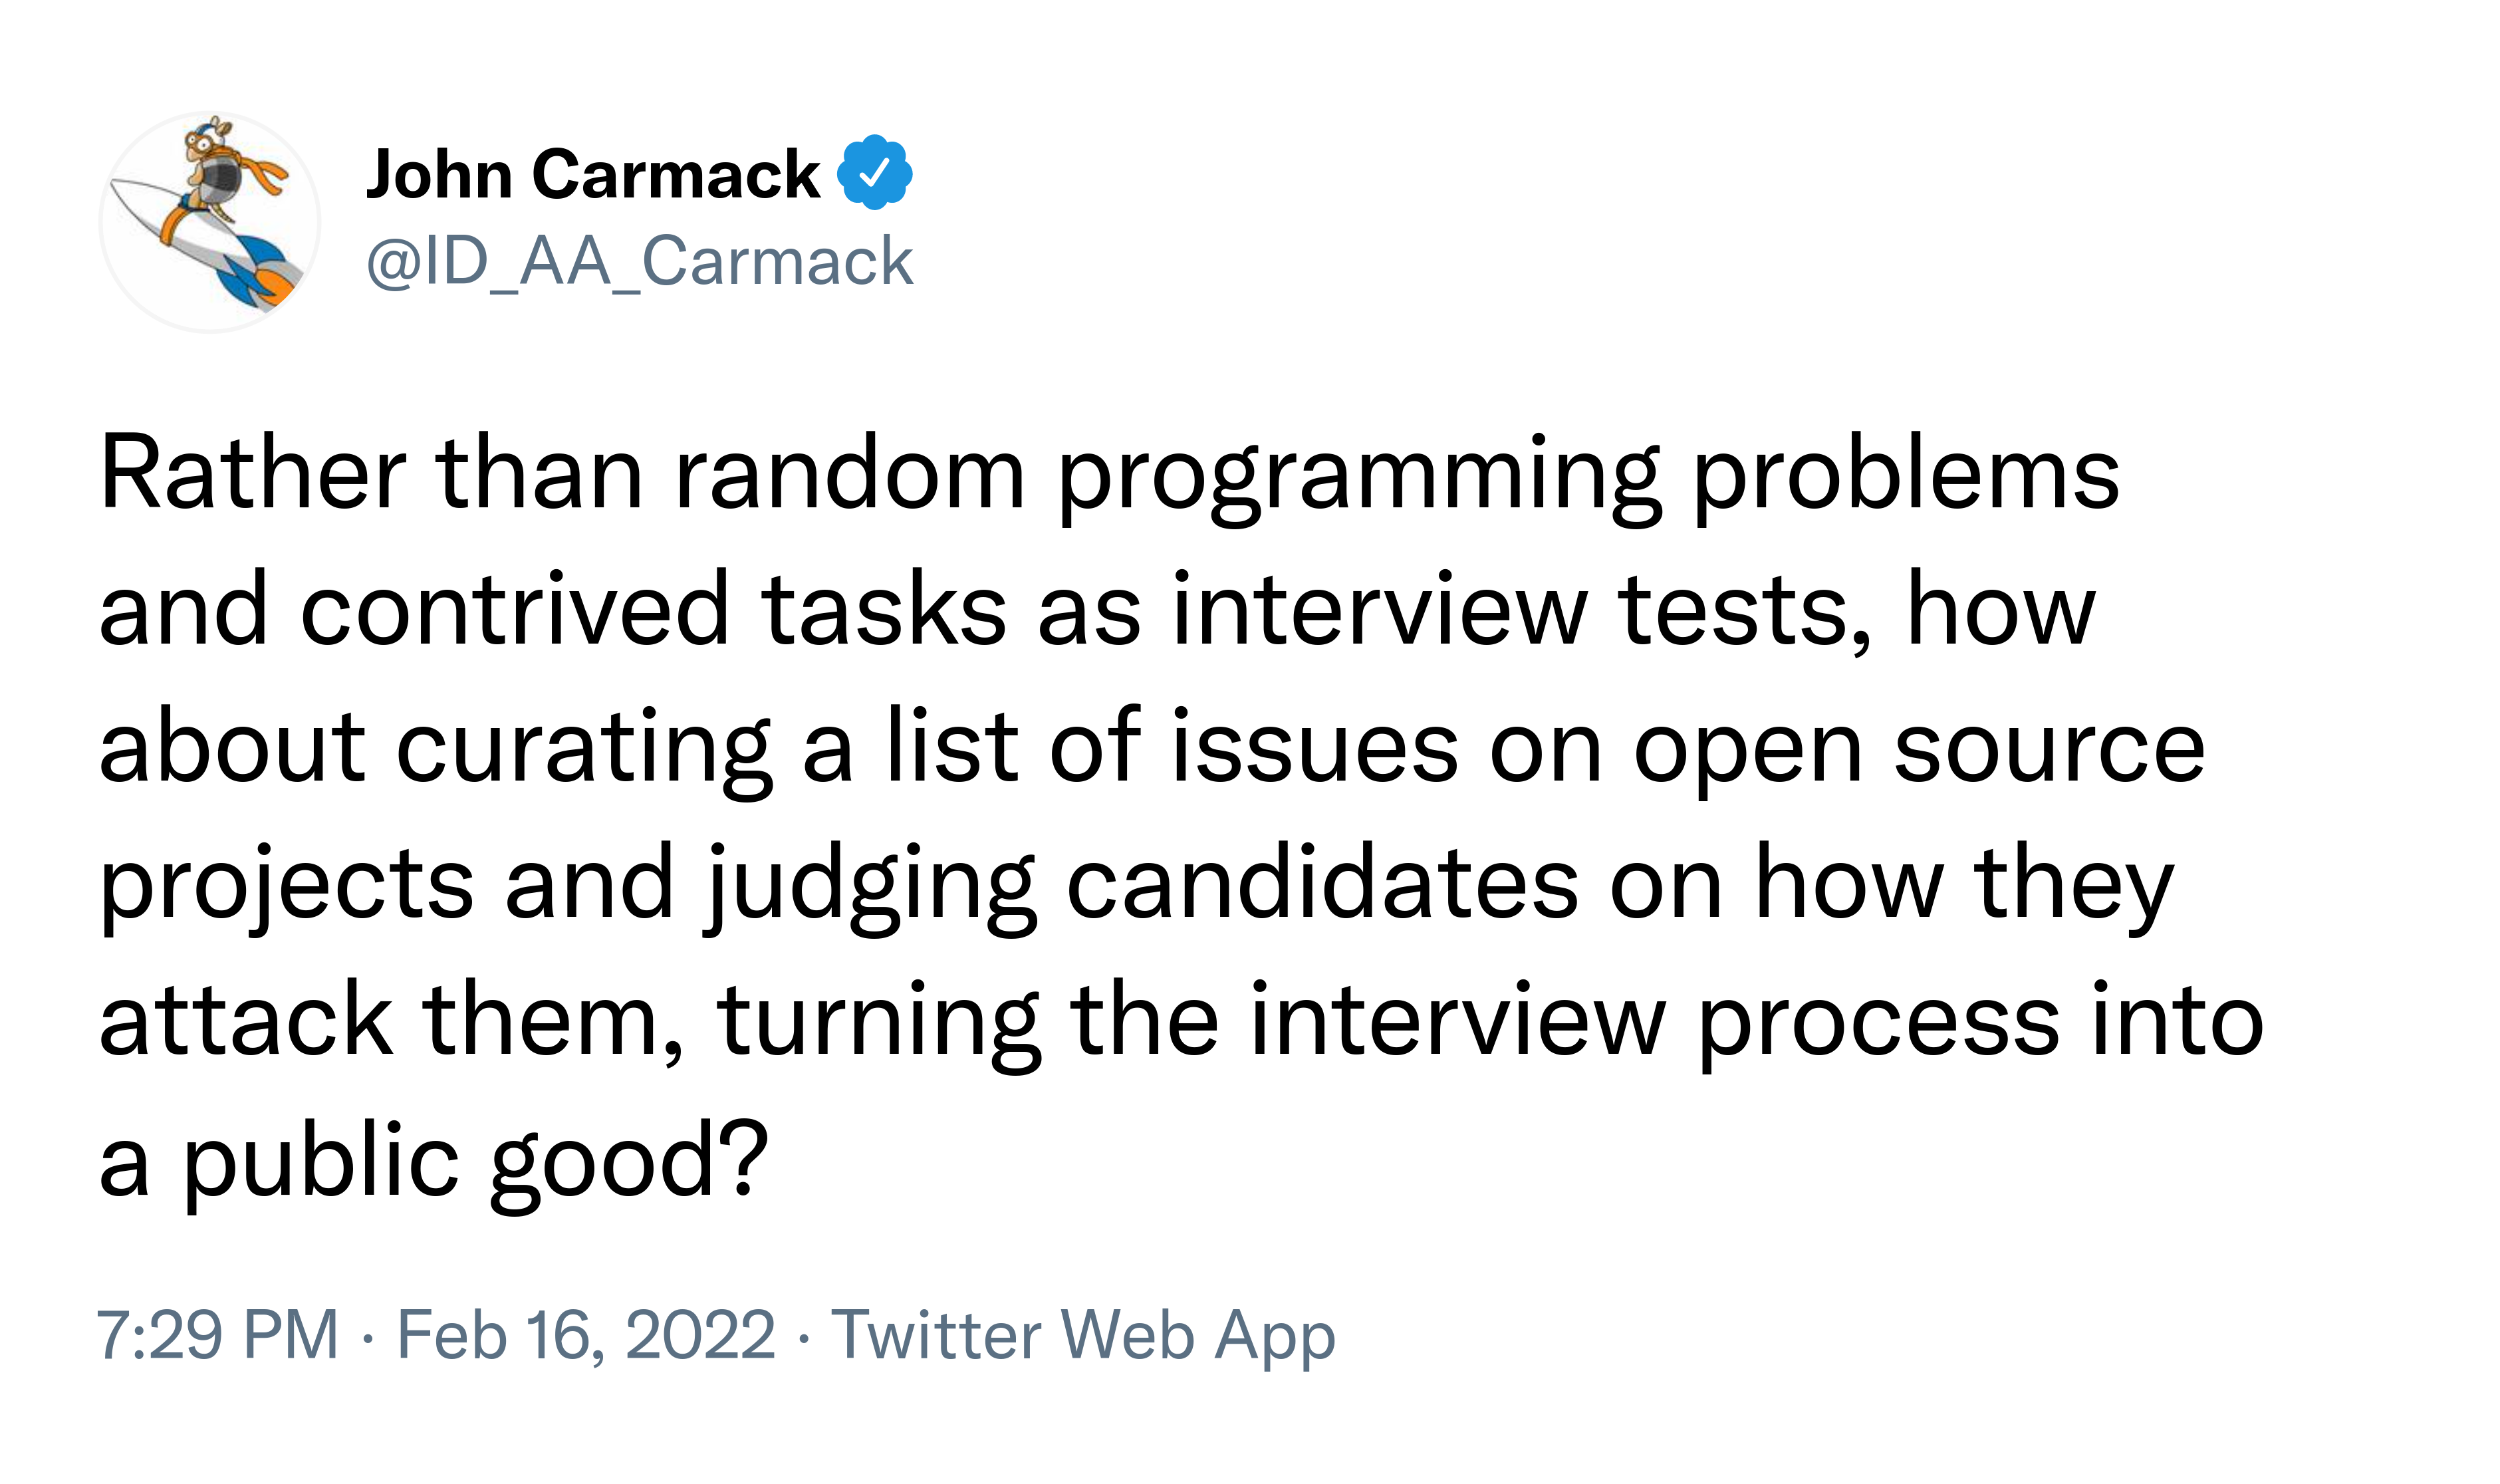 John Carmack
@ID_AA_Carmack
Rather than random programming problems
and contrived tasks as interview tests, how
about curating a list of issues on open source
projects and judging candidates on how they
attack them, turning the interview process into
a public good?
7:29 PM · Feb 16, 2022 · Twitter Web App